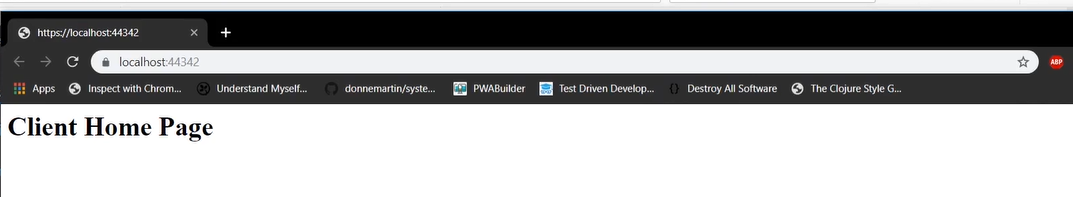 https://localhost:44342
localhost:44342
ABP
Apps Inspect with Chrom... Understand Myself... donnemartin/syste... PWABuilder Test Driven Develop... Destroy All Software The Clojure Style G...
Client Home Page